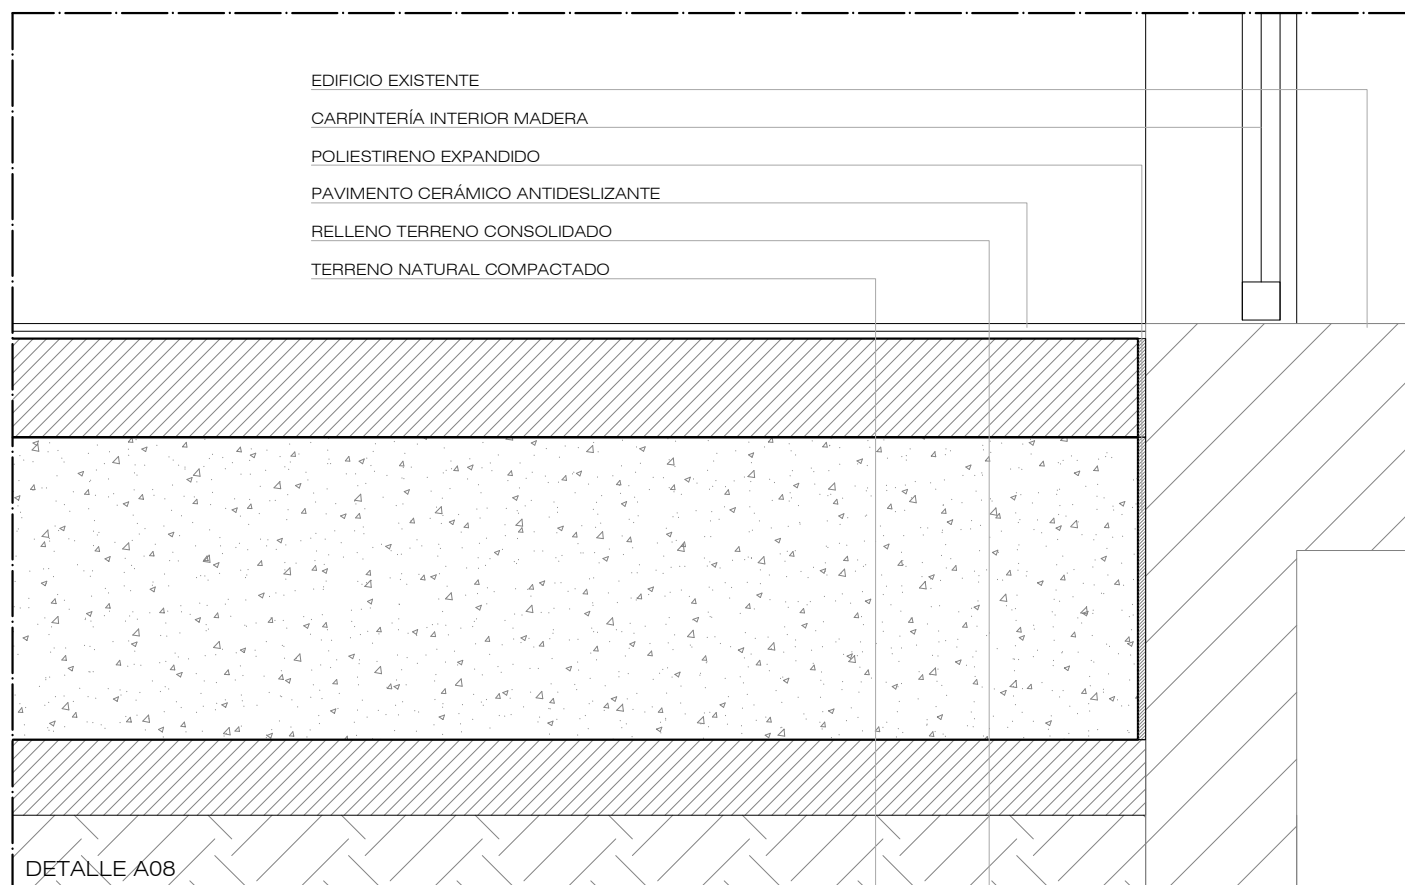 EDIFICIO EXISTENTE
CARPINTERÍA INTERIOR MADERA
POLIESTIRENO EXPANDIDO
PAVIMENTO CERÁMICO ANTIDESLIZANTE
RELLENO TERRENO CONSOLIDADO
TERRENO NATURAL COMPACTADO
DETALLE A08